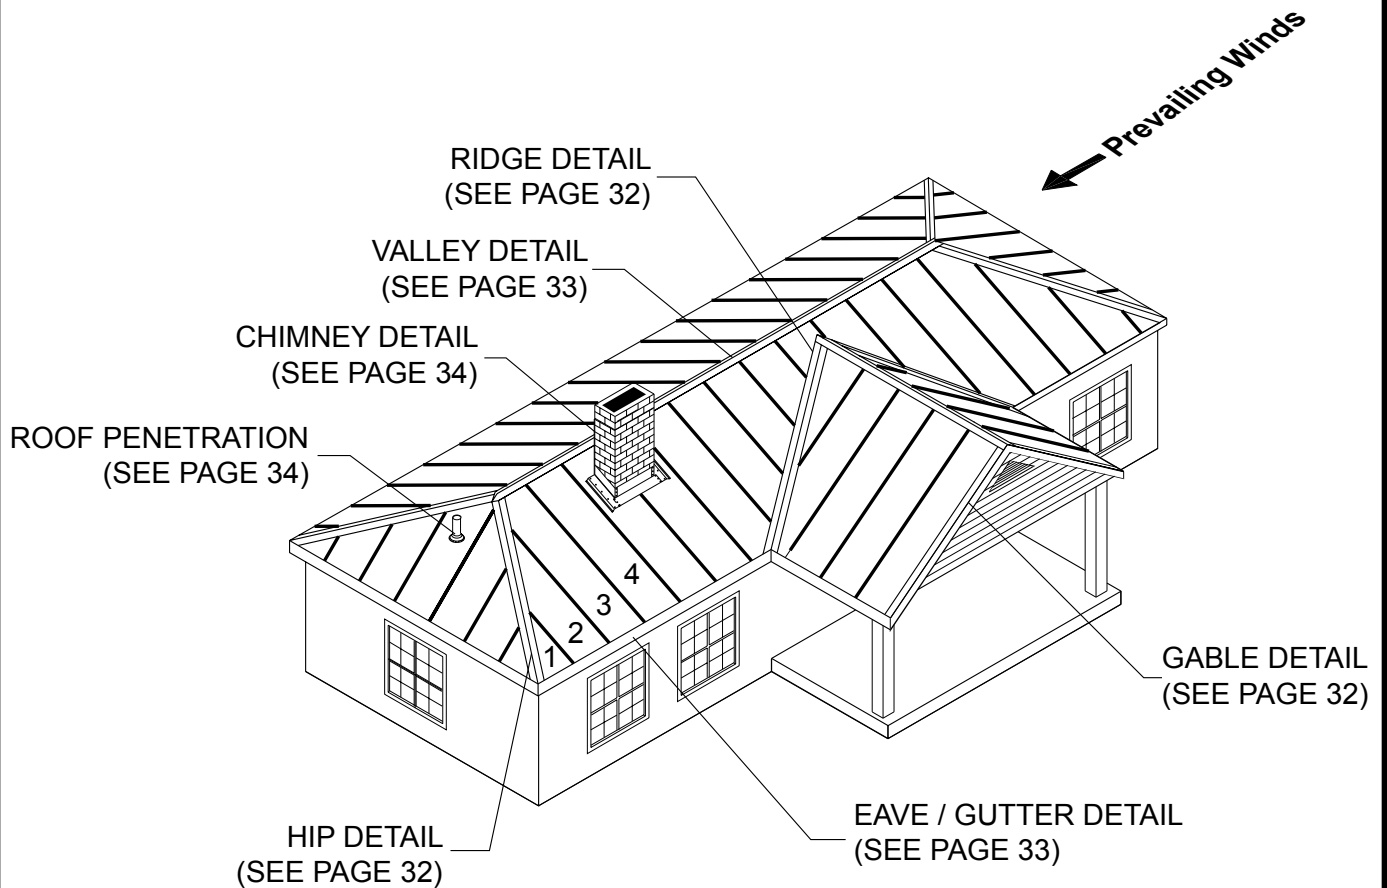 Prevailing Winds
RIDGE DETAIL
(SEE PAGE 32)
VALLEY DETAIL
(SEE PAGE 33)
CHIMNEY DETAIL
(SEE PAGE 34)
ROOF PENETRATION
(SEE PAGE 34)
4
3
2
1
GABLE DETAIL
(SEE PAGE 32)
EAVE / GUTTER DETAIL
(SEE PAGE 33)
HIP DETAIL
(SEE PAGE 32)